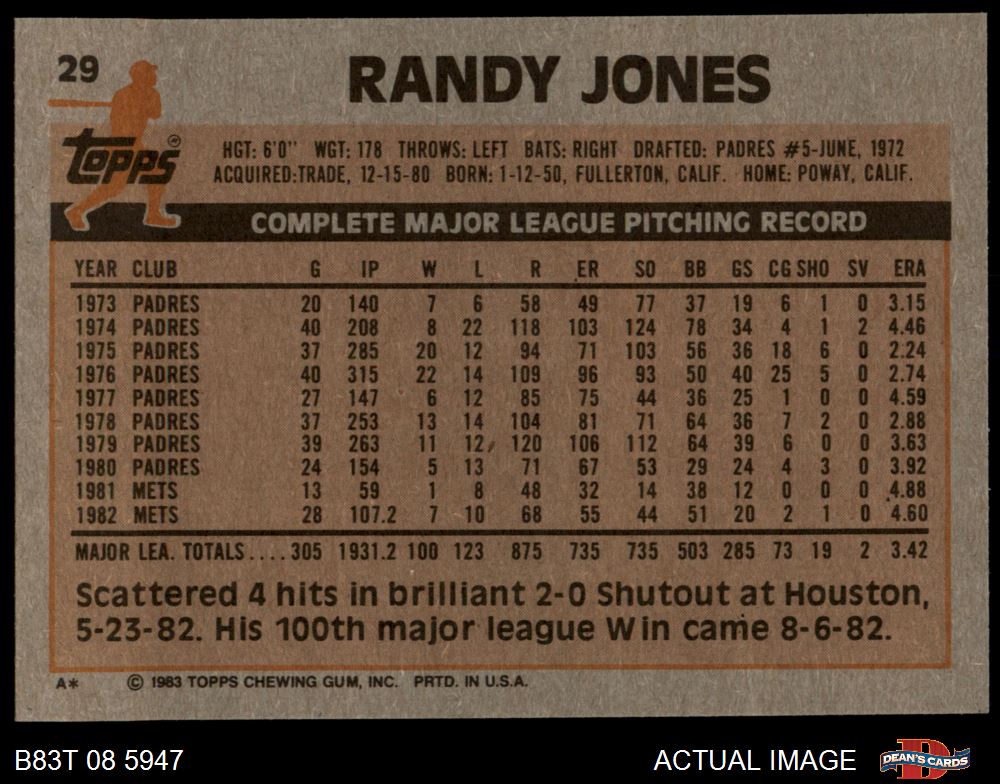 29
RANDY JONES
Topps®
HGT: 6'0" WGT: 178 THROWS: LEFT BATS: RIGHT DRAFTED: PADRES #5-JUNE, 1972
ACQUIRED:TRADE, 12-15-80 BORN: 1-12-50, FULLERTON, CALIF. HOME: POWAY, CALIF.
COMPLETE MAJOR LEAGUE PITCHING RECORD
YEAR CLUB G IP W L R ER SO BB GS CG SHO SV ERA
1973 PADRES 20 140 7 6 58 49 77 37 19 6 1 0 3.15
1974 PADRES 40 208 8 22 118 103 124 78 34 4 1 2 4.46
1975 PADRES 37 285 20 12 94 71 103 56 36 18 6 0 2.24
1976 PADRES 40 315 22 14 109 96 93 50 40 25 5 0 2.74
1977 PADRES 27 147 6 12 85 75 44 36 25 1 0 0 4.59
1978 PADRES 37 253 13 14 104 81 71 64 36 7 2 0 2.88
1979 PADRES 39 263 11 12 120 106 112 64 39 6 0 0 3.63
1980 PADRES 24 154 5 13 71 67 53 29 24 4 3 0 3.92
1981 METS 13 59 1 8 48 32 14 38 12 0 0 0 4.88
1982 METS 28 107.2 7 10 68 55 44 51 20 2 1 0 4.60
MAJOR LEA. TOTALS....305 1931.2 100 123 875 735 735 503 285 73 19 2 3.42
Scattered 4 hits in brilliant 2-0 Shutout at Houston,
5-23-82. His 100th major league Win came 8-6-82.
A* © 1983 TOPPS CHEWING GUM, INC. PRTD. IN U.S.A.
B83T 08 5947 ACTUAL IMAGE DEAN'S CARDS